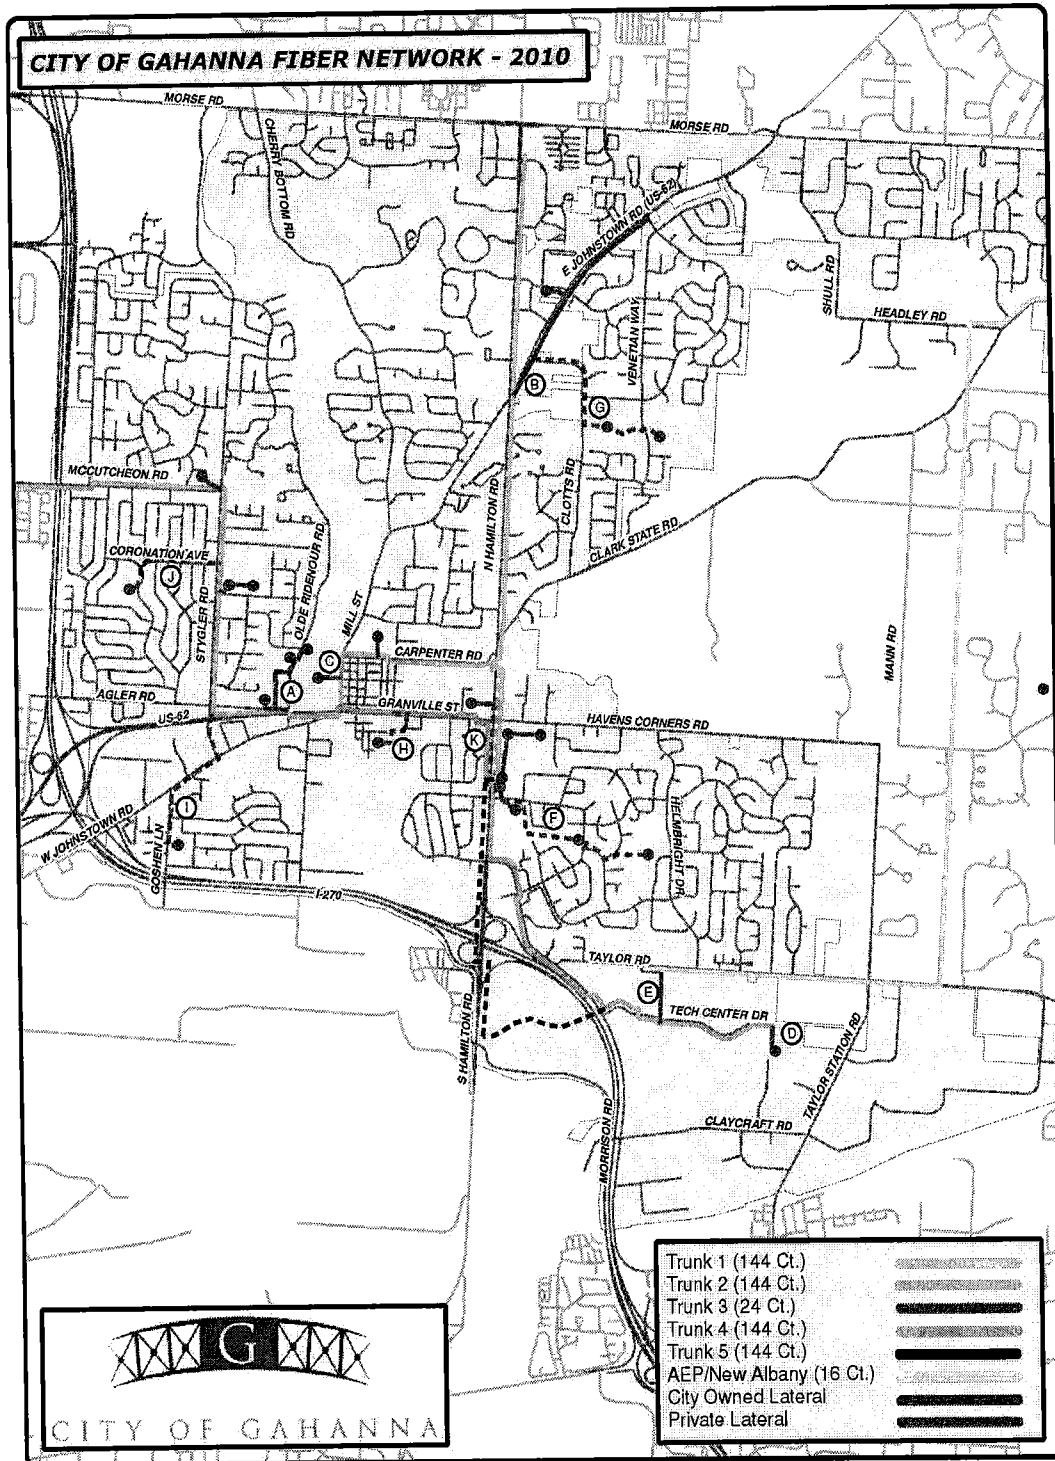 CITY OF GAHANNA FIBER NETWORK - 2010
MORSE RD
MORSE RD
CHERRY BOTTOM RD
E JOHNSTOWN RD (US-62)
SHULL RD
HEADLEY RD
VENETIAN WAY
B
G
MCCUTCHEON RD
N HAMILTON RD
CLOTTS RD
CLARK STATE RD
CORONATION AVE
J
STYGLER RD
OLDE RIDENOUR RD
MILL ST
CARPENTER RD
MANN RD
C
A
AGLER RD
US-62
GRANVILLE ST
HAVENS CORNERS RD
H
K
I
F
W JOHNSTOWN RD
GOSHEN LN
HELMBRIGHT DR
I-270
TAYLOR RD
E
TECH CENTER DR
D
S HAMILTON RD
TAYLOR STATION RD
MORRISON RD
CLAYCRAFT RD
Trunk 1 (144 Ct.)
Trunk 2 (144 Ct.)
Trunk 3 (24 Ct.)
Trunk 4 (144 Ct.)
Trunk 5 (144 Ct.)
AEP/New Albany (16 Ct.)
City Owned Lateral
Private Lateral
G
CITY OF GAHANNA